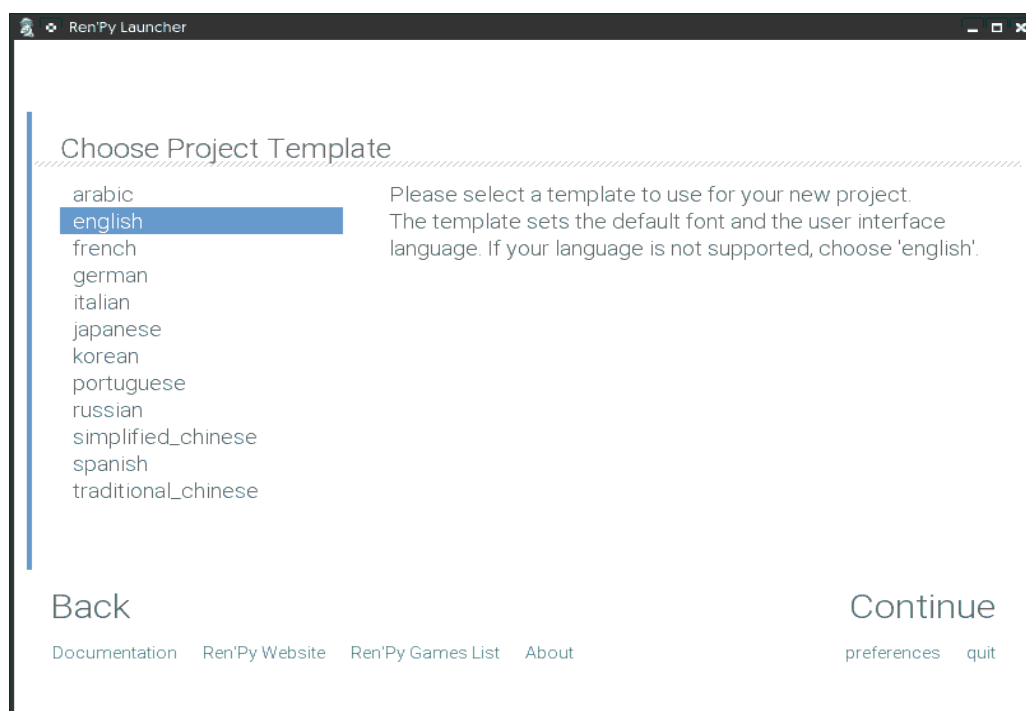 Ren'Py Launcher
Choose Project Template
arabic
english
french
german
italian
japanese
korean
portuguese
russian
simplified_chinese
spanish
traditional_chinese
Please select a template to use for your new project.
The template sets the default font and the user interface
language. If your language is not supported, choose 'english'.
Back
Continue
Documentation
Ren'Py Website
Ren'Py Games List
About
preferences
quit